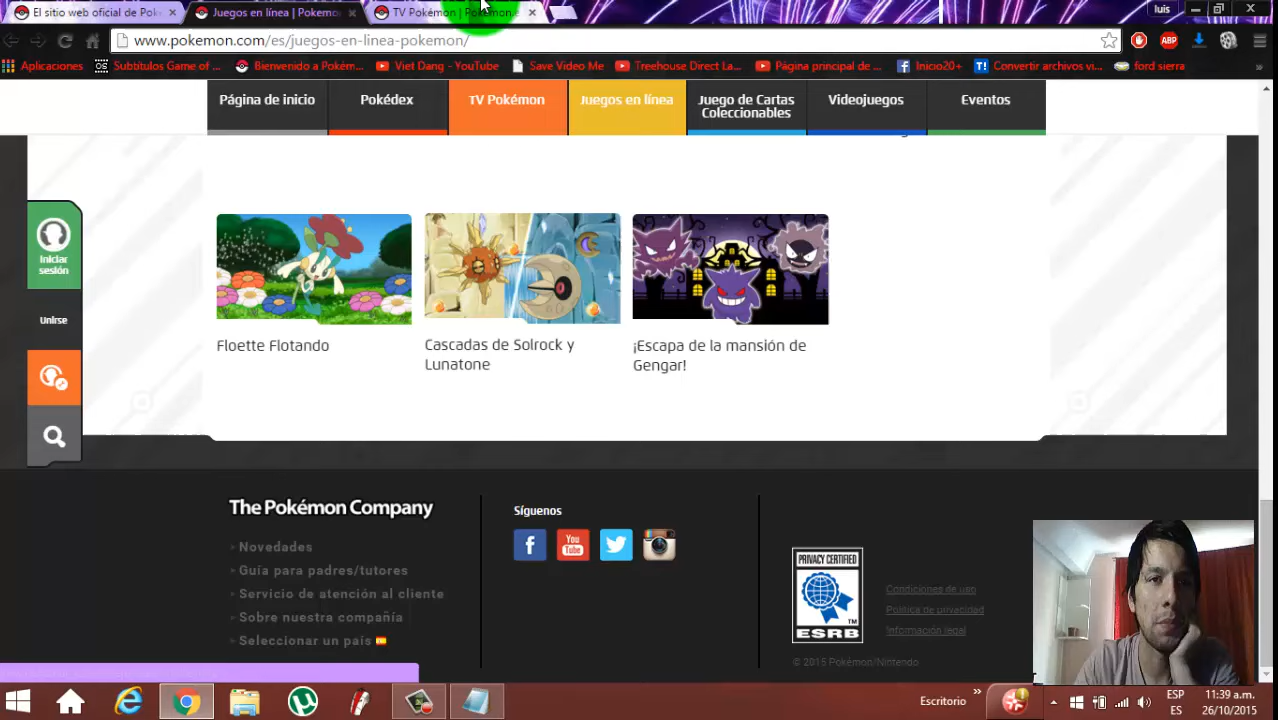 El sitio web oficial de Pok
Juegos en línea | Pokemo
TV Pokémon | Pokemon.e
luis
www.pokemon.com/es/juegos-en-linea-pokemon/
ABP
Aplicaciones
Subtítulos Game of ...
Bienvenido a Pokém...
Viet Dang - YouTube
Save Video Me
Treehouse Direct La...
Página principal de ...
Inicio20+
Convertir archivos vi...
ford sierra
»
Página de inicio
Pokédex
TV Pokémon
Juegos en línea
Juego de Cartas
Coleccionables
Videojuegos
Eventos
Iniciar
sesión
Unirse
Floette Flotando
Cascadas de Solrock y
Lunatone
¡Escapa de la mansión de
Gengar!
The Pokémon Company
Novedades
Guía para padres/tutores
Servicio de atención al cliente
Sobre nuestra compañía
Seleccionar un país
Síguenos
You
Tube
PRIVACY CERTIFIED
TM
ESRB
Condiciones de uso
Política de privacidad
Información legal
© 2015 Pokémon/Nintendo
Escritorio
»
ESP
ES
11:39 a.m.
26/10/2015